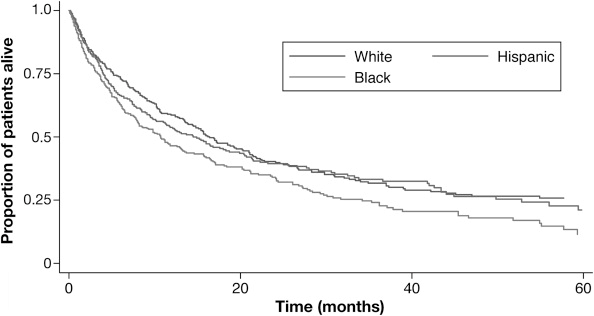 Proportion of patients alive
1.0
0.75
0.5
0.25
0
White
Hispanic
Black
0
20
40
60
Time (months)